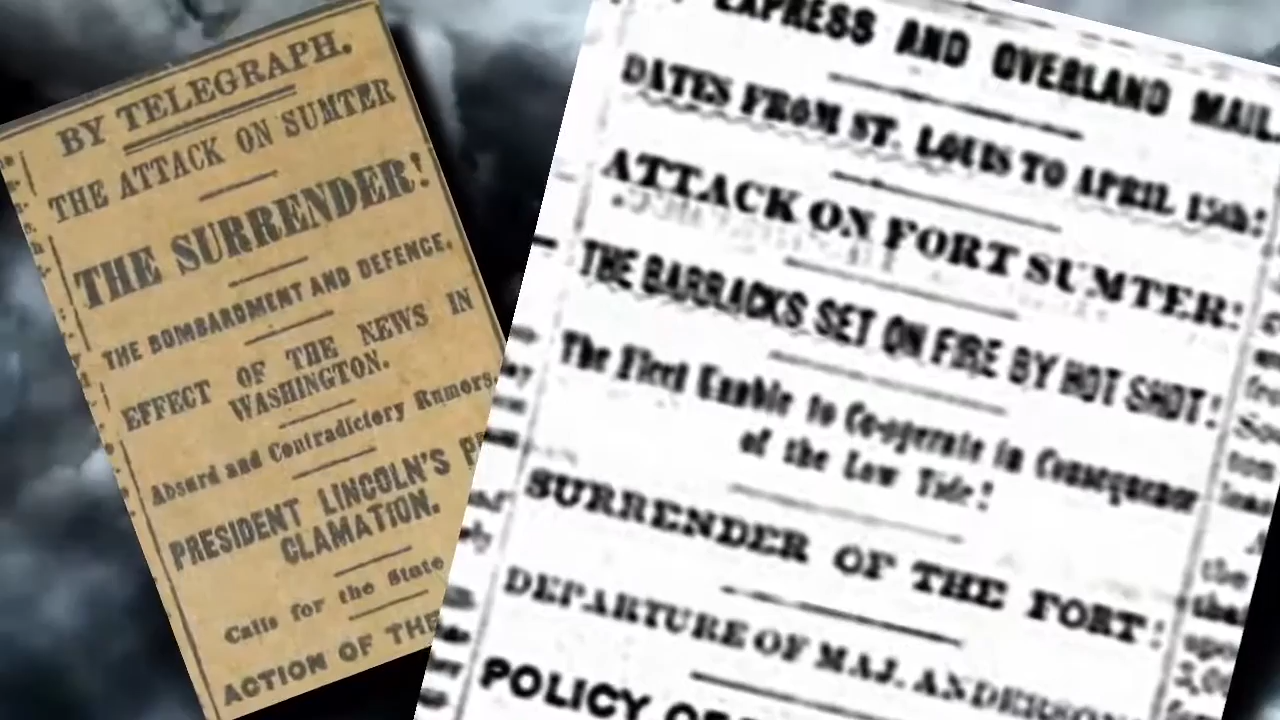 BY TELEGRAPH.
THE ATTACK ON SUMTER
THE SURRENDER!
THE BOMBARDMENT AND DEFENCE.
EFFECT OF THE NEWS IN
WASHINGTON.
Absurd and Contradictory Rumors.
PRESIDENT LINCOLN'S P
CLAMATION.
Calls for the State
ACTION OF THE
EXPRESS AND OVERLAND MAIL.
DATES FROM ST. LOUIS TO APRIL 15th!
ATTACK ON FORT SUMTER!
THE BARRACKS SET ON FIRE BY HOT SHOT!
The Fleet Unable to Co-operate in Consequence
of the Low Tide!
SURRENDER OF THE FORT!
DEPARTURE OF MAJ. ANDERSON
POLICY OF